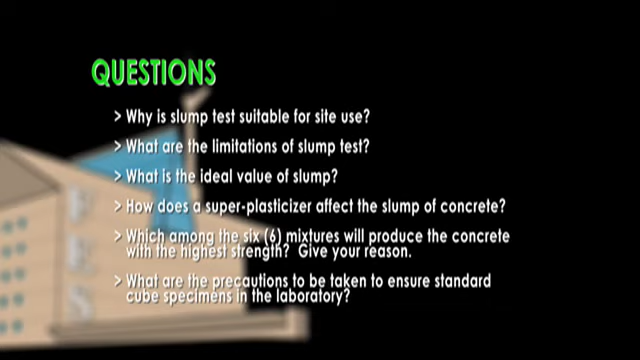 QUESTIONS
> Why is slump test suitable for site use?
> What are the limitations of slump test?
> What is the ideal value of slump?
> How does a super-plasticizer affect the slump of concrete?
> Which among the six (6) mixtures will produce the concrete
with the highest strength? Give your reason.
> What are the precautions to be taken to ensure standard
cube specimens in the laboratory?